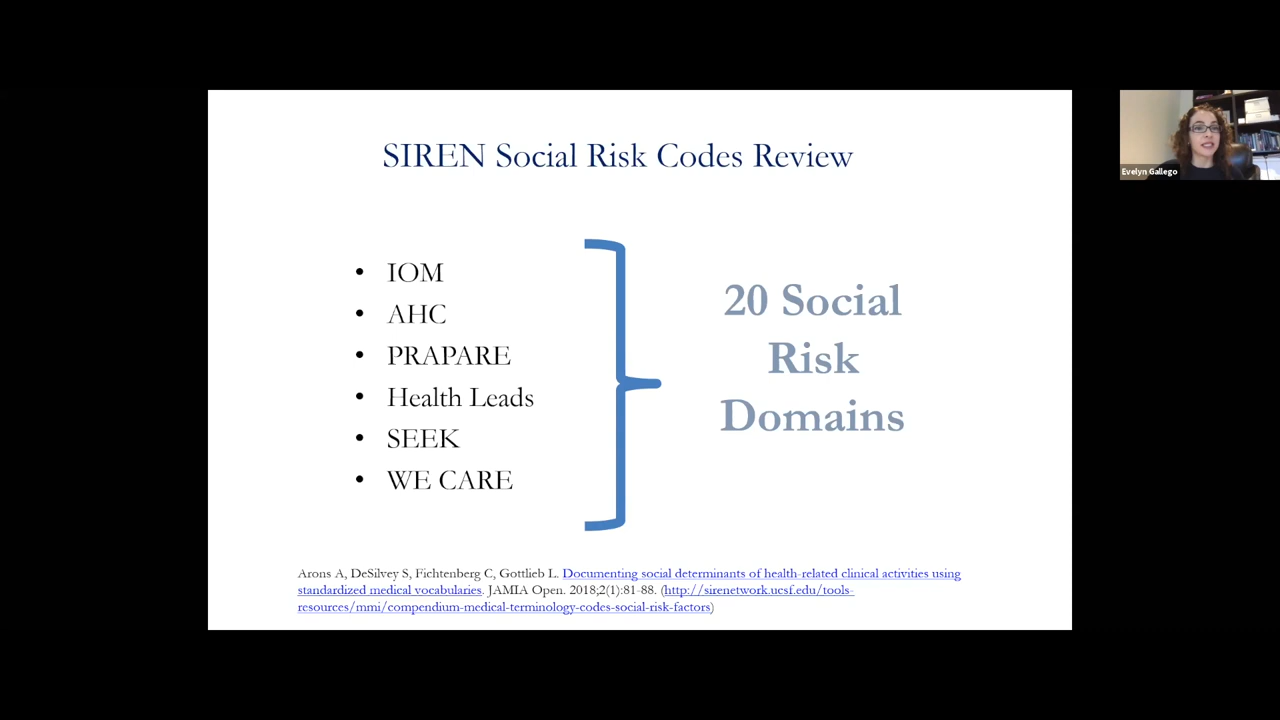 SIREN Social Risk Codes Review
• IOM
• AHC
• PRAPARE
• Health Leads
• SEEK
• WE CARE
20 Social
Risk
Domains
Arons A, DeSilvey S, Fichtenberg C, Gottlieb L. Documenting social determinants of health-related clinical activities using
standardized medical vocabularies. JAMIA Open. 2018;2(1):81-88. (http://sirenetwork.ucsf.edu/tools-
resources/mmi/compendium-medical-terminology-codes-social-risk-factors)
Evelyn Gallego